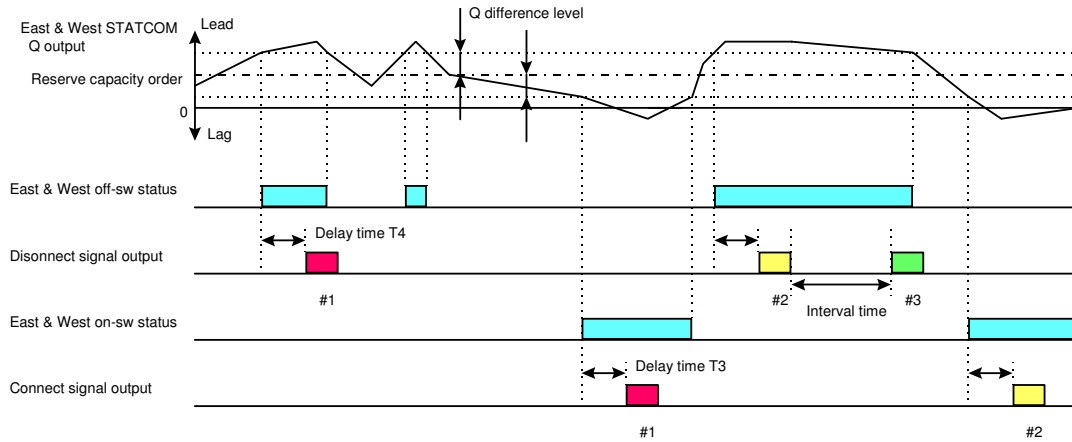 East & West STATCOM
Q output
Lead
Q difference level
Reserve capacity order
0
Lag
East & West off-sw status
Delay time T4
Disonnect signal output
#1
#2
#3
Interval time
East & West on-sw status
Delay time T3
Connect signal output
#1
#2